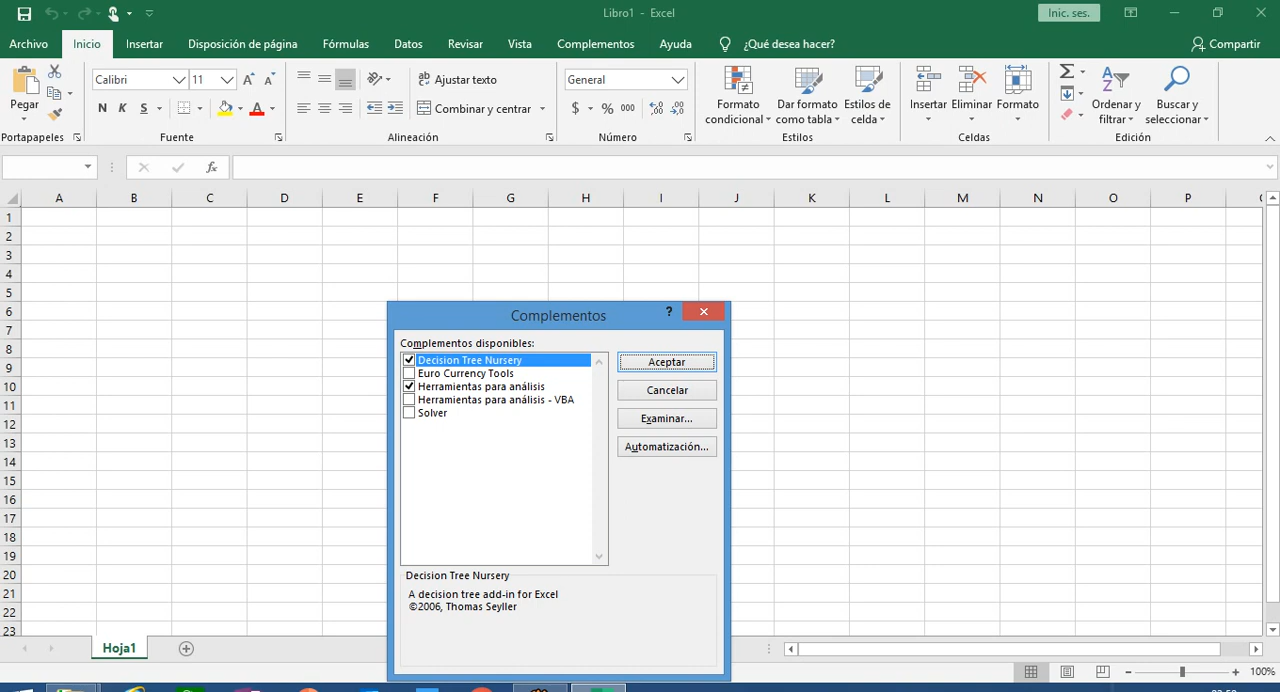 Libro1 - Excel
Inic. ses.
Archivo Inicio Insertar Disposición de página Fórmulas Datos Revisar Vista Complementos Ayuda ¿Qué desea hacer? Compartir
Pegar
Calibri 11
N K S A
Ajustar texto
Combinar y centrar
General
$ % 000
Formato condicional
Dar formato como tabla
Estilos de celda
Insertar Eliminar Formato
Ordenar y filtrar
Buscar y seleccionar
Portapapeles Fuente Alineación Número Estilos Celdas Edición
fx
A B C D E F G H I J K L M N O P
1
2
3
4
5
6
7
8
9
10
11
12
13
14
15
16
17
18
19
20
21
22
23
Complementos ?
Complementos disponibles:
Decision Tree Nursery
Euro Currency Tools
Herramientas para análisis
Herramientas para análisis - VBA
Solver
Aceptar
Cancelar
Examinar...
Automatización...
Decision Tree Nursery
A decision tree add-in for Excel
©2006, Thomas Seyller
Hoja1
100%